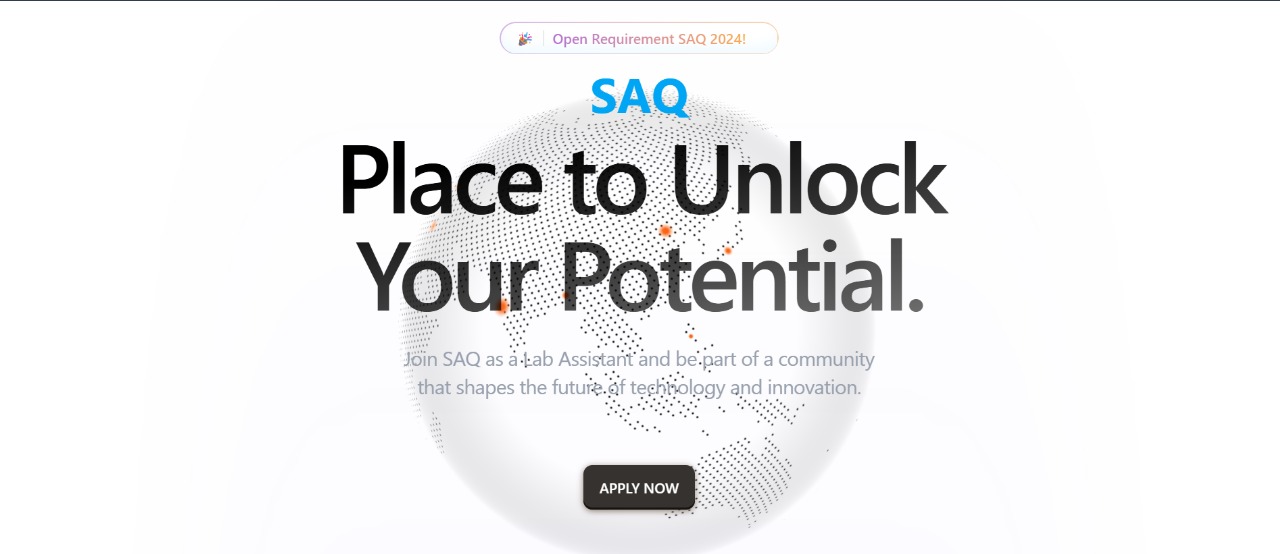 Open Requirement SAQ 2024!
SAQ
Place to Unlock
Your Potential.
Join SAQ as a Lab Assistant and be part of a community
that shapes the future of technology and innovation.
APPLY NOW